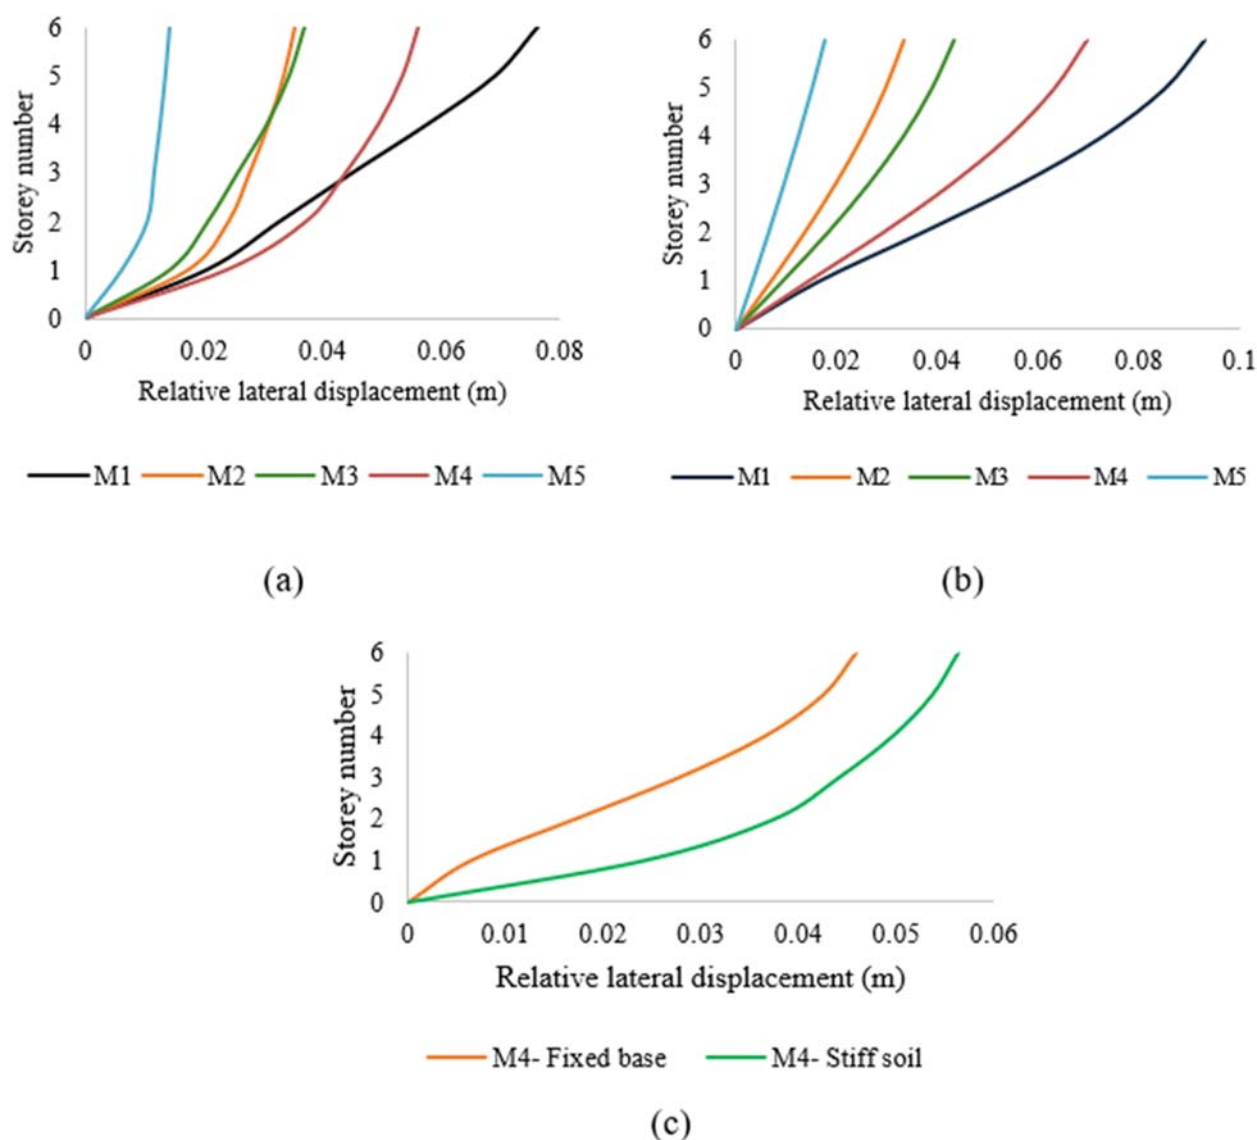 6
5
4
3
2
1
0
Storey number
0 0.02 0.04 0.06 0.08
Relative lateral displacement (m)
M1 M2 M3 M4 M5
(a)
6
5
4
3
2
1
0
Storey number
0 0.02 0.04 0.06 0.08 0.1
Relative lateral displacement (m)
M1 M2 M3 M4 M5
(b)
6
5
4
3
2
1
0
Storey number
0 0.01 0.02 0.03 0.04 0.05 0.06
Relative lateral displacement (m)
M4- Fixed base M4- Stiff soil
(c)